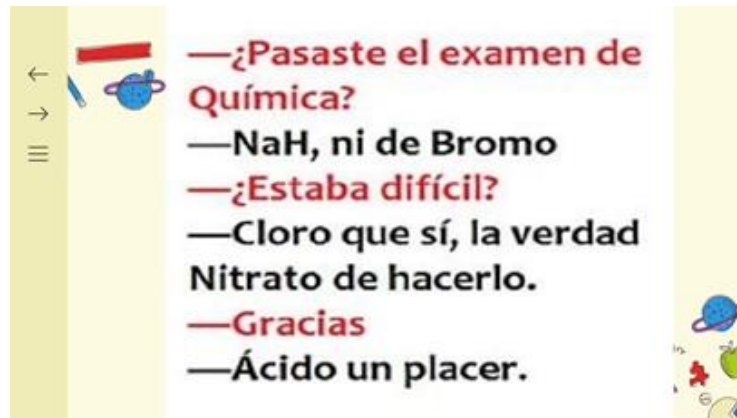 —¿Pasaste el examen de
Química?
—NaH, ni de Bromo
—¿Estaba difícil?
—Cloro que sí, la verdad
Nitrato de hacerlo.
—Gracias
—Ácido un placer.